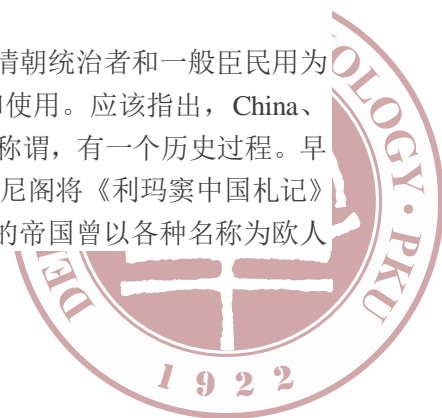 清朝统治者和一般臣民用为
使用。应该指出，China、
称谓，有一个历史过程。早
尼阁将《利玛窦中国札记》
的帝国曾以各种名称为欧人
OLOGY · PKU
DE
1922